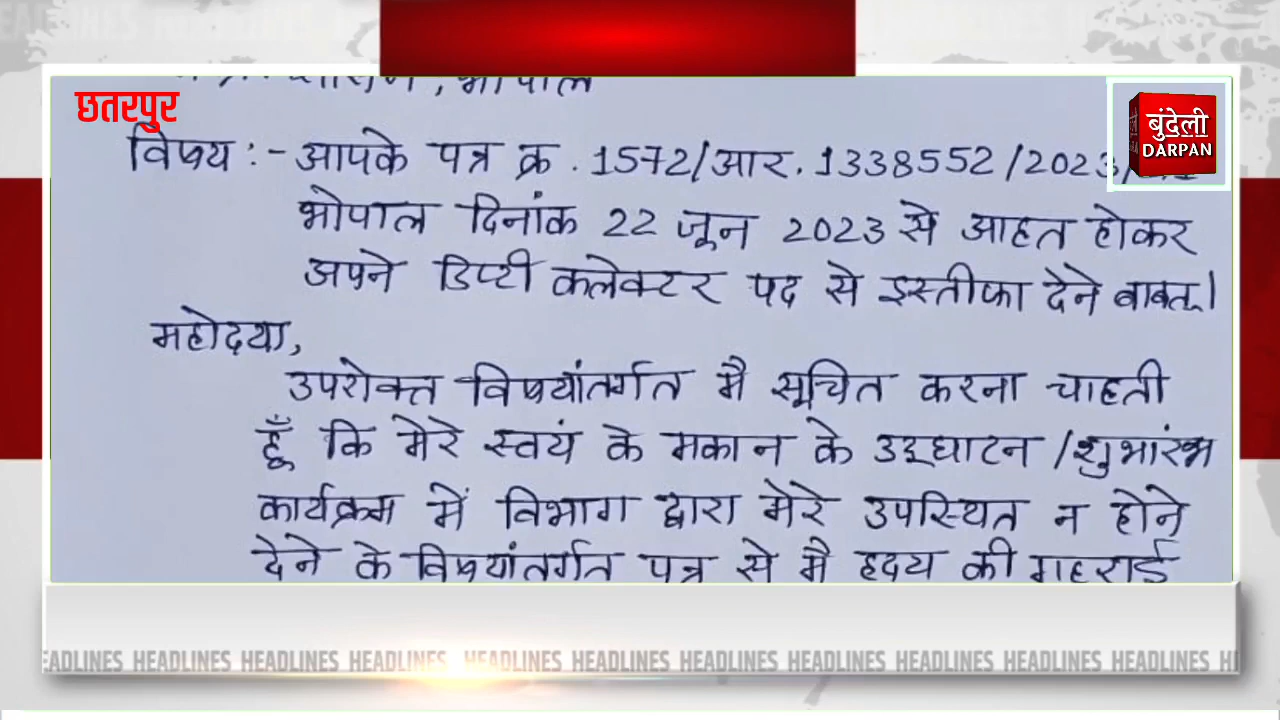 HEADLINES
भोपाल
छतरपुर
बुंदेली
DARPAN
विषय :- आपके पत्र क्र. 1572/आर. 1338552/2023/
भोपाल दिनांक 22 जून 2023 से आहत होकर
अपने डिप्टी कलेक्टर पद से इस्तीफा देने बावत्।
महोदया,
उपरोक्त विषयांतर्गत मै सूचित करना चाहती
हूँ कि मेरे स्वयं के मकान के उद्घाटन /शुभारंभ
कार्यक्रम में विभाग द्वारा मेरे उपस्थित न होने
देने के विषयांतर्गत पत्र से मै हृदय की गहराई
EADLINES HEADLINES HEADLINES HEADLINES HEADLINES HEADLINES HEADLINES HEADLINES HEADLINES HEADLINES HEADLINES